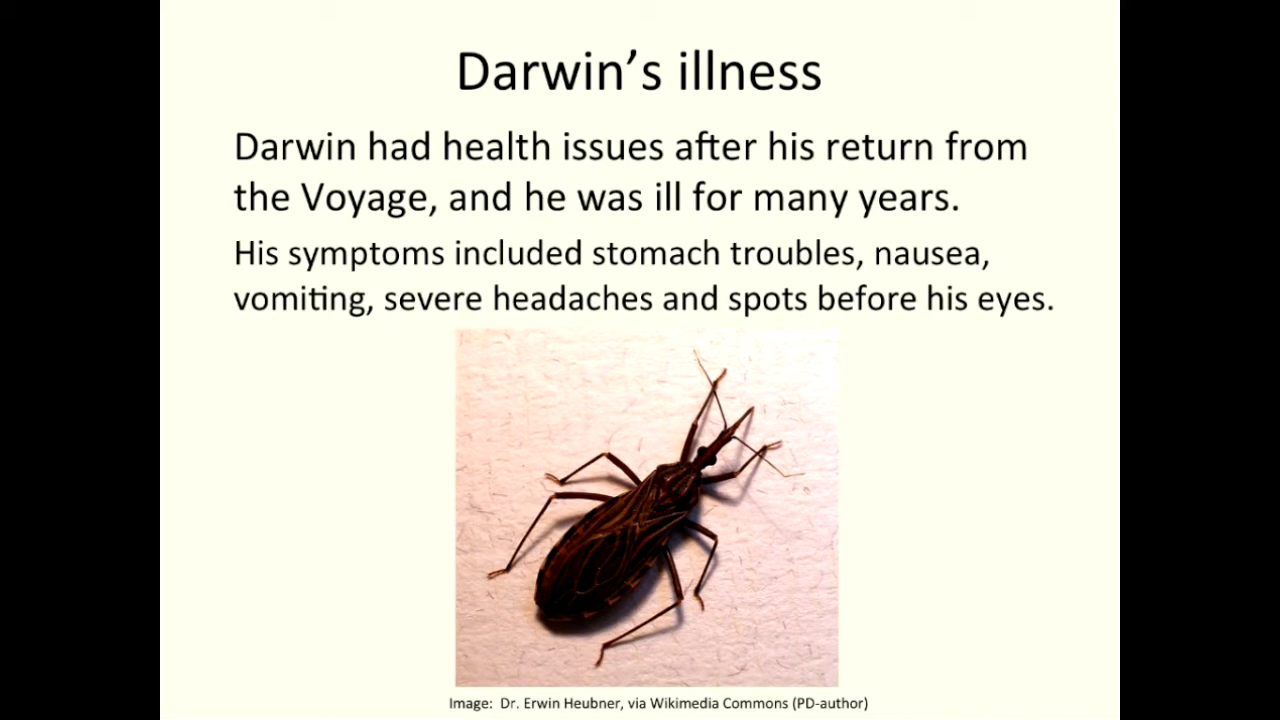 Darwin’s illness
Darwin had health issues after his return from
the Voyage, and he was ill for many years.
His symptoms included stomach troubles, nausea,
vomiting, severe headaches and spots before his eyes.
Image:  Dr. Erwin Heubner, via Wikimedia Commons (PD-author)